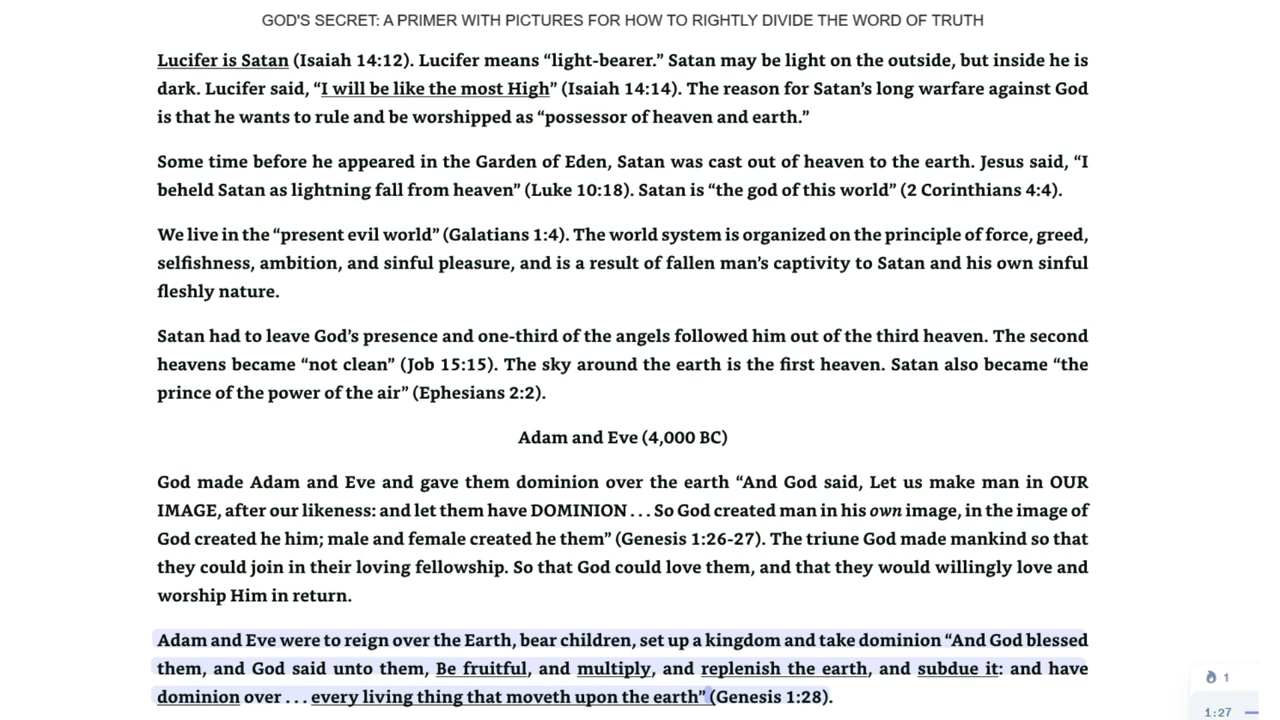 GOD'S SECRET: A PRIMER WITH PICTURES FOR HOW TO RIGHTLY DIVIDE THE WORD OF TRUTH
Lucifer is Satan (Isaiah 14:12). Lucifer means “light-bearer.” Satan may be light on the outside, but inside he is
dark. Lucifer said, “I will be like the most High” (Isaiah 14:14). The reason for Satan’s long warfare against God
is that he wants to rule and be worshipped as “possessor of heaven and earth.”
Some time before he appeared in the Garden of Eden, Satan was cast out of heaven to the earth. Jesus said, “I
beheld Satan as lightning fall from heaven” (Luke 10:18). Satan is “the god of this world” (2 Corinthians 4:4).
We live in the “present evil world” (Galatians 1:4). The world system is organized on the principle of force, greed,
selfishness, ambition, and sinful pleasure, and is a result of fallen man’s captivity to Satan and his own sinful
fleshly nature.
Satan had to leave God’s presence and one-third of the angels followed him out of the third heaven. The second
heavens became “not clean” (Job 15:15). The sky around the earth is the first heaven. Satan also became “the
prince of the power of the air” (Ephesians 2:2).
Adam and Eve (4,000 BC)
God made Adam and Eve and gave them dominion over the earth “And God said, Let us make man in OUR
IMAGE, after our likeness: and let them have DOMINION . . . So God created man in his own image, in the image of
God created he him; male and female created he them” (Genesis 1:26-27). The triune God made mankind so that
they could join in their loving fellowship. So that God could love them, and that they would willingly love and
worship Him in return.
Adam and Eve were to reign over the Earth, bear children, set up a kingdom and take dominion “And God blessed
them, and God said unto them, Be fruitful, and multiply, and replenish the earth, and subdue it: and have
dominion over . . . every living thing that moveth upon the earth” (Genesis 1:28).
1
1:27